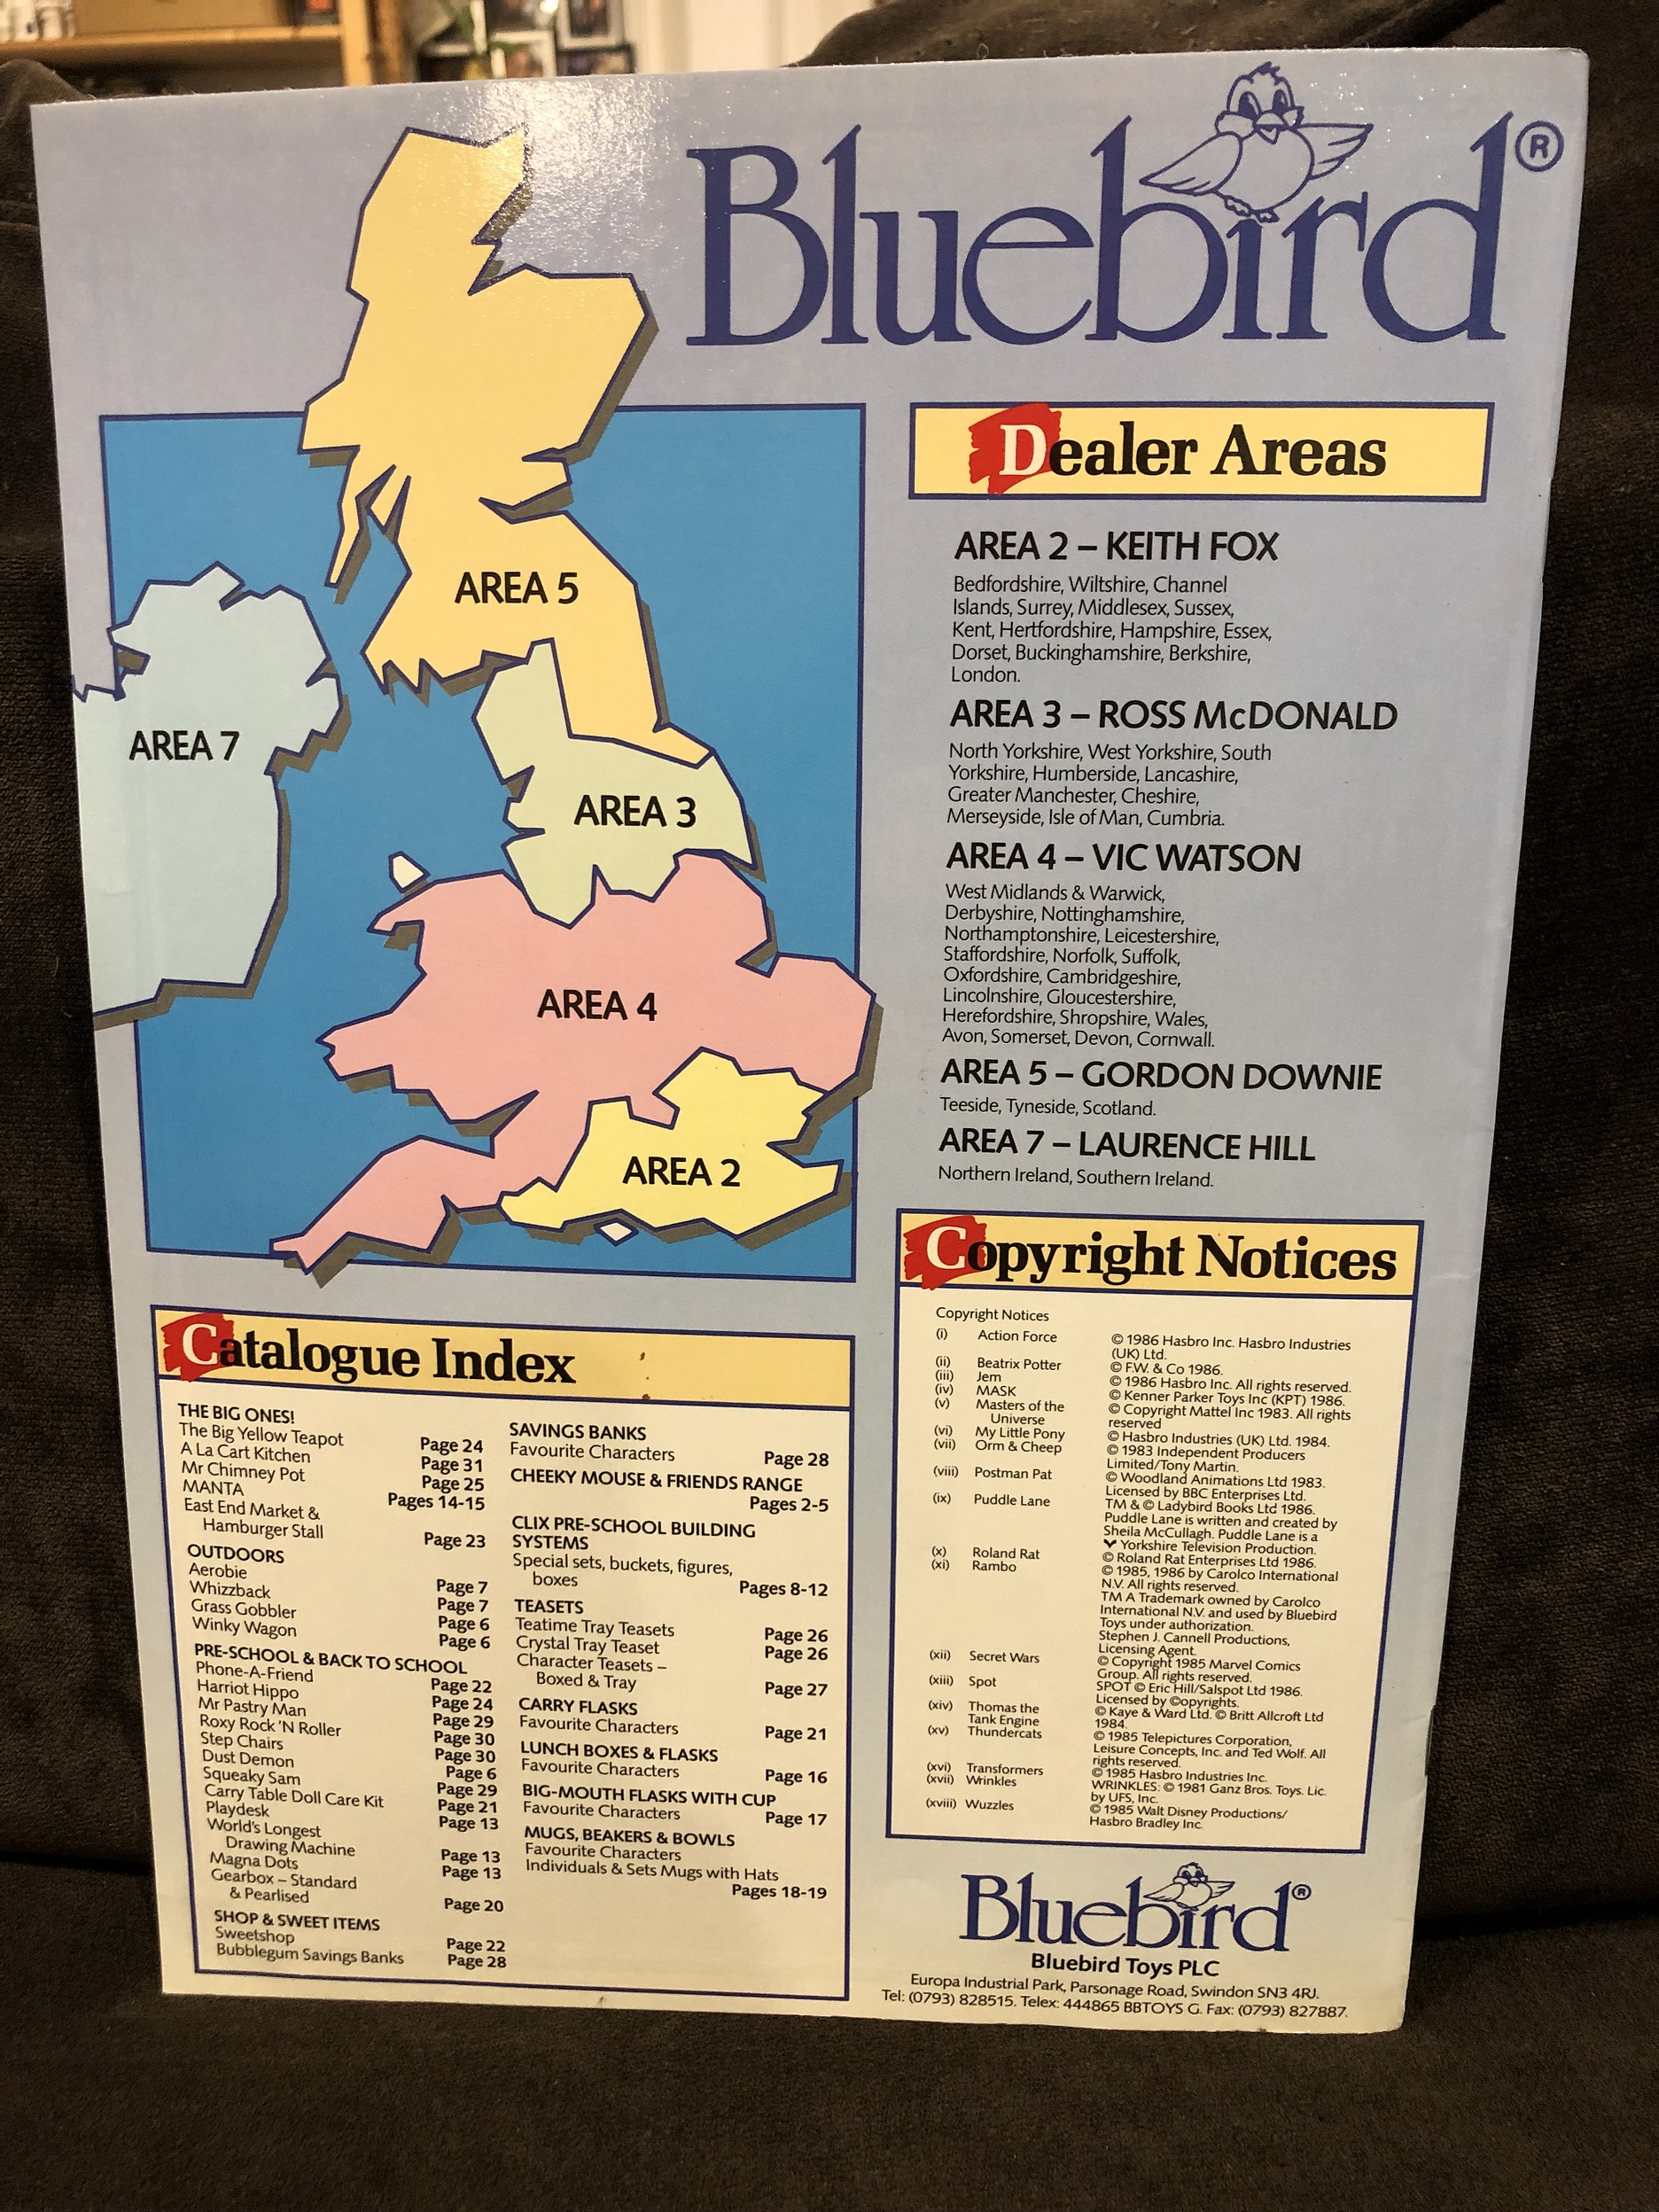 Bluebird®
AREA 5
AREA 7
AREA 3
AREA 4
AREA 2
Dealer Areas
AREA 2 – KEITH FOX
Bedfordshire, Wiltshire, Channel
Islands, Surrey, Middlesex, Sussex,
Kent, Hertfordshire, Hampshire, Essex,
Dorset, Buckinghamshire, Berkshire,
London.
AREA 3 – ROSS McDONALD
North Yorkshire, West Yorkshire, South
Yorkshire, Humberside, Lancashire,
Greater Manchester, Cheshire,
Merseyside, Isle of Man, Cumbria.
AREA 4 – VIC WATSON
West Midlands & Warwick,
Derbyshire, Nottinghamshire,
Northamptonshire, Leicestershire,
Staffordshire, Norfolk, Suffolk,
Oxfordshire, Cambridgeshire,
Lincolnshire, Gloucestershire,
Herefordshire, Shropshire, Wales,
Avon, Somerset, Devon, Cornwall.
AREA 5 – GORDON DOWNIE
Teeside, Tyneside, Scotland.
AREA 7 – LAURENCE HILL
Northern Ireland, Southern Ireland.
Catalogue Index
THE BIG ONES!
The Big Yellow Teapot Page 24
A La Cart Kitchen Page 31
Mr Chimney Pot Page 25
MANTA Pages 14-15
East End Market &
Hamburger Stall Page 23
OUTDOORS
Aerobie Page 7
Whizzback Page 7
Grass Gobbler Page 6
Winky Wagon Page 6
PRE-SCHOOL & BACK TO SCHOOL
Phone-A-Friend Page 22
Harriot Hippo Page 24
Mr Pastry Man Page 29
Roxy Rock 'N Roller Page 30
Step Chairs Page 30
Dust Demon Page 6
Squeaky Sam Page 29
Carry Table Doll Care Kit Page 21
Playdesk Page 13
World's Longest
Drawing Machine Page 13
Magna Dots Page 13
Gearbox – Standard
& Pearlised Page 20
SHOP & SWEET ITEMS
Sweetshop Page 22
Bubblegum Savings Banks Page 28
SAVINGS BANKS
Favourite Characters Page 28
CHEEKY MOUSE & FRIENDS RANGE
Pages 2-5
CLIX PRE-SCHOOL BUILDING
SYSTEMS
Special sets, buckets, figures,
boxes Pages 8-12
TEASETS
Teatime Tray Teasets Page 26
Crystal Tray Teaset Page 26
Character Teasets –
Boxed & Tray Page 27
CARRY FLASKS
Favourite Characters Page 21
LUNCH BOXES & FLASKS
Favourite Characters Page 16
BIG-MOUTH FLASKS WITH CUP
Favourite Characters Page 17
MUGS, BEAKERS & BOWLS
Favourite Characters
Individuals & Sets Mugs with Hats
Pages 18-19
Copyright Notices
Copyright Notices
(i) Action Force © 1986 Hasbro Inc. Hasbro Industries
(UK) Ltd.
(ii) Beatrix Potter © F.W. & Co 1986.
(iii) Jem © 1986 Hasbro Inc. All rights reserved.
(iv) MASK © Kenner Parker Toys Inc (KPT) 1986.
(v) Masters of the © Copyright Mattel Inc 1983. All rights
Universe reserved
(vi) My Little Pony © Hasbro Industries (UK) Ltd. 1984.
(vii) Orm & Cheep © 1983 Independent Producers
Limited/Tony Martin.
(viii) Postman Pat © Woodland Animations Ltd 1983.
Licensed by BBC Enterprises Ltd.
(ix) Puddle Lane TM & © Ladybird Books Ltd 1986.
Puddle Lane is written and created by
Sheila McCullagh. Puddle Lane is a
Yorkshire Television Production.
(x) Roland Rat © Roland Rat Enterprises Ltd 1986.
(xi) Rambo © 1985, 1986 by Carolco International
N.V. All rights reserved.
TM A Trademark owned by Carolco
International N.V. and used by Bluebird
Toys under authorization.
Stephen J. Cannell Productions,
Licensing Agent.
(xii) Secret Wars © Copyright 1985 Marvel Comics
Group. All rights reserved.
(xiii) Spot SPOT © Eric Hill/Salspot Ltd 1986.
Licensed by ©opyrights.
(xiv) Thomas the © Kaye & Ward Ltd. © Britt Allcroft Ltd
Tank Engine 1984.
(xv) Thundercats © 1985 Telepictures Corporation,
Leisure Concepts, Inc. and Ted Wolf. All
rights reserved.
(xvi) Transformers © 1985 Hasbro Industries Inc.
(xvii) Wrinkles WRINKLES: © 1981 Ganz Bros. Toys. Lic.
by UFS, Inc.
(xviii) Wuzzles © 1985 Walt Disney Productions/
Hasbro Bradley Inc.
Bluebird®
Bluebird Toys PLC
Europa Industrial Park, Parsonage Road, Swindon SN3 4RJ.
Tel: (0793) 828515. Telex: 444865 BBTOYS G. Fax: (0793) 827887.